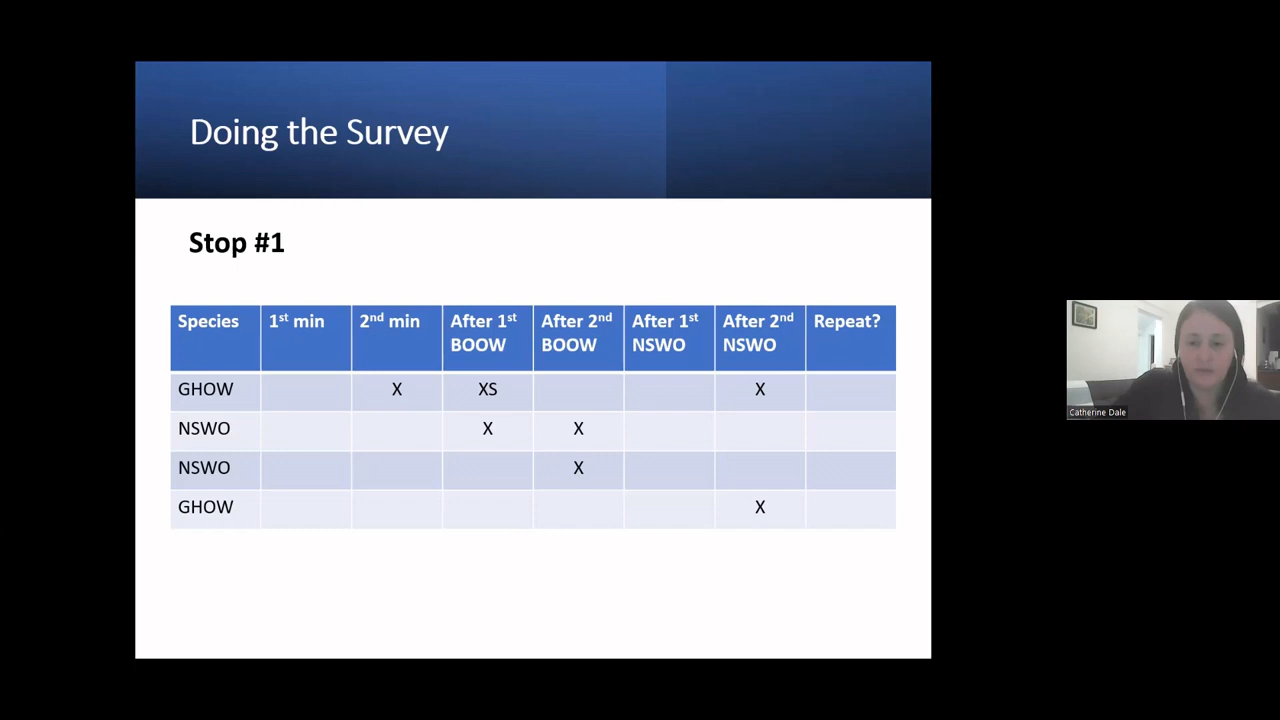 Doing the Survey
Stop #1
Species 1st min 2nd min After 1st BOOW After 2nd BOOW After 1st NSWO After 2nd NSWO Repeat?
GHOW X XS X
NSWO X X
NSWO X
GHOW X
Catherine Dale